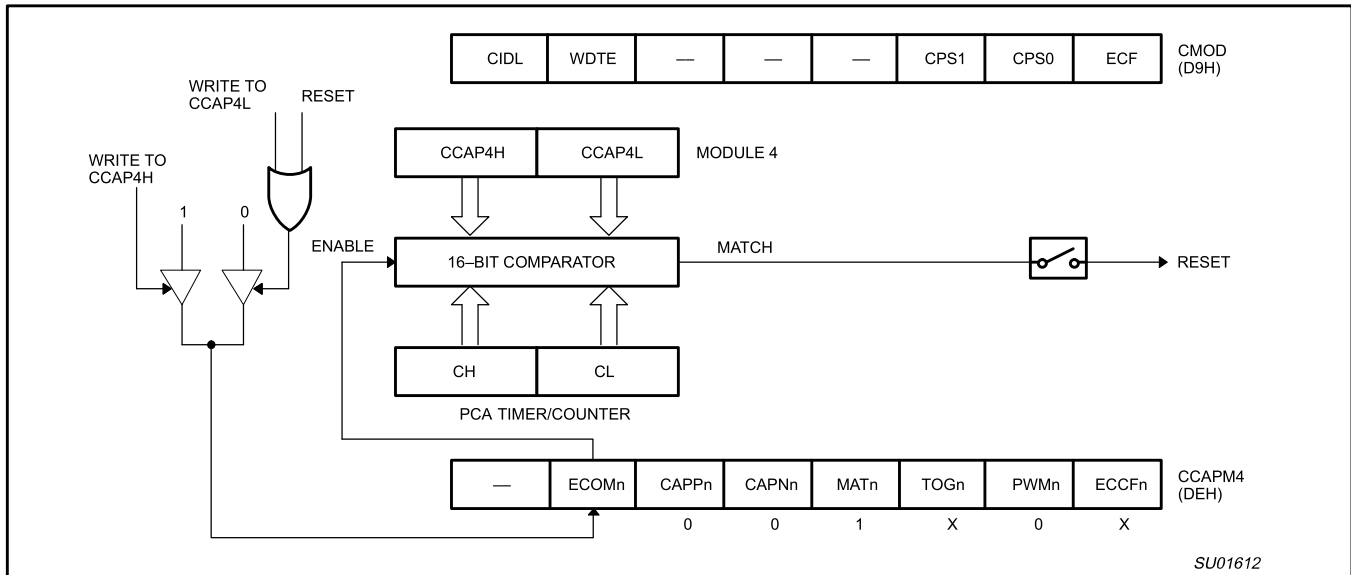 CIDL WDTE — — — CPS1 CPS0 ECF
CMOD
(D9H)
WRITE TO
CCAP4L
RESET
WRITE TO
CCAP4H
1 0
CCAP4H CCAP4L
MODULE 4
ENABLE
16–BIT COMPARATOR
MATCH
RESET
CH CL
PCA TIMER/COUNTER
— ECOMn CAPPn CAPNn MATn TOGn PWMn ECCFn
CCAPM4
(DEH)
0 0 1 X 0 X
SU01612